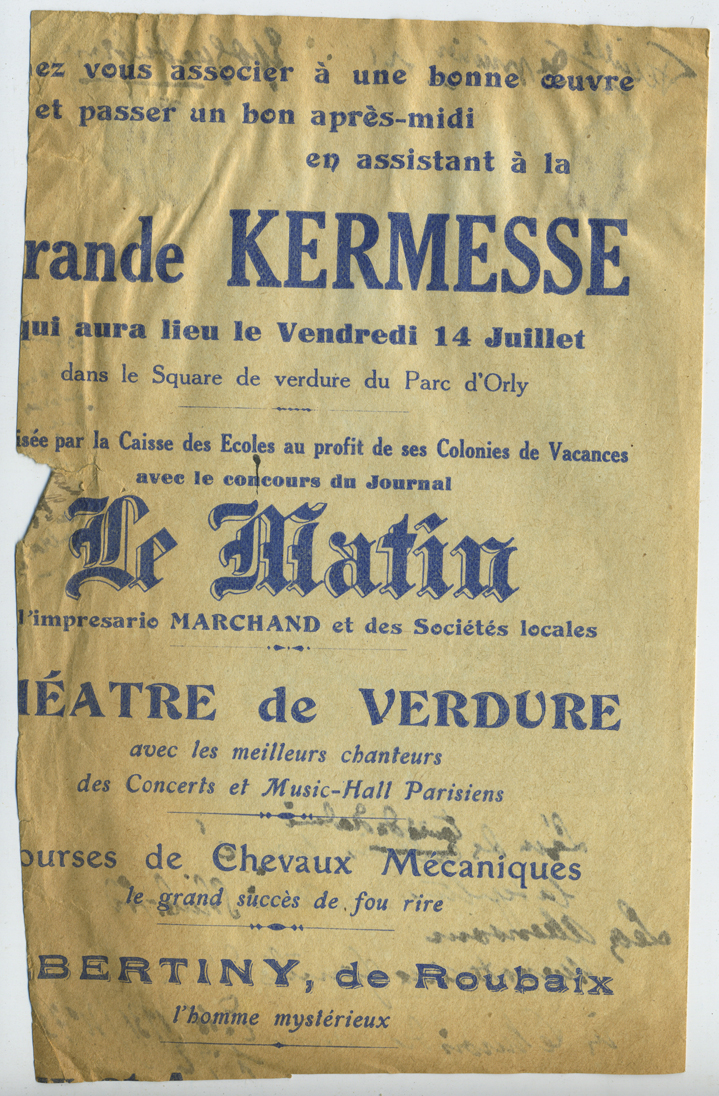 ez vous associer à une bonne œuvre
et passer un bon après-midi
en assistant à la
rande KERMESSE
qui aura lieu le Vendredi 14 Juillet
dans le Square de verdure du Parc d'Orly
isée par la Caisse des Ecoles au profit de ses Colonies de Vacances
avec le concours du Journal
Le Matin
l'impresario MARCHAND et des Sociétés locales
HÉATRE de VERDURE
avec les meilleurs chanteurs
des Concerts et Music-Hall Parisiens
ourses de Chevaux Mécaniques
le grand succès de fou rire
BERTINY, de Roubaix
l'homme mystérieux